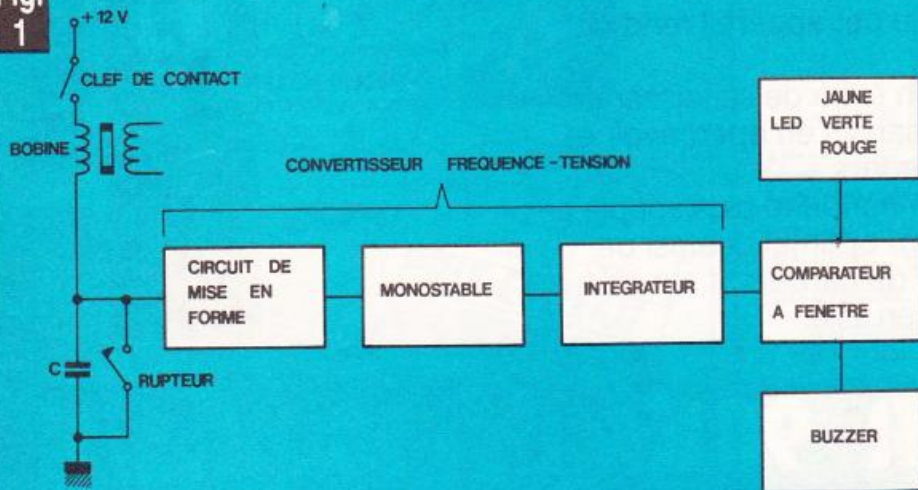 Fig.
1
+ 12 V
CLEF DE CONTACT
BOBINE
CONVERTISSEUR FREQUENCE - TENSION
JAUNE
LED VERTE
ROUGE
CIRCUIT DE
MISE EN
FORME
MONOSTABLE
INTEGRATEUR
COMPARATEUR
A FENETRE
C
RUPTEUR
BUZZER